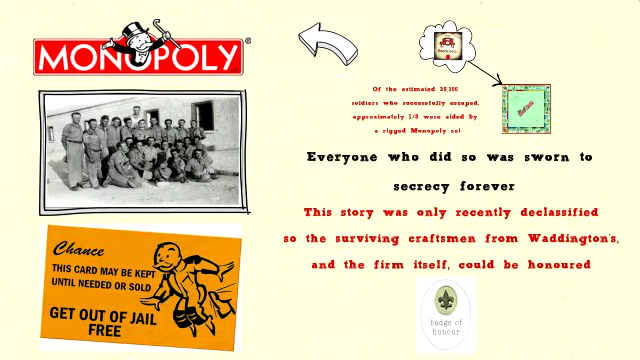 MONOPOLY
PARKING
Of the estimated 35,000
soldiers who successfully escaped,
approximately 1/3 were aided by
a rigged Monopoly set
Everyone who did so was sworn to
secrecy forever
This story was only recently declassified
so the surviving craftsmen from Waddington's,
and the firm itself, could be honoured
Chance
THIS CARD MAY BE KEPT
UNTIL NEEDED OR SOLD
GET OUT OF JAIL
FREE
badge of
honour